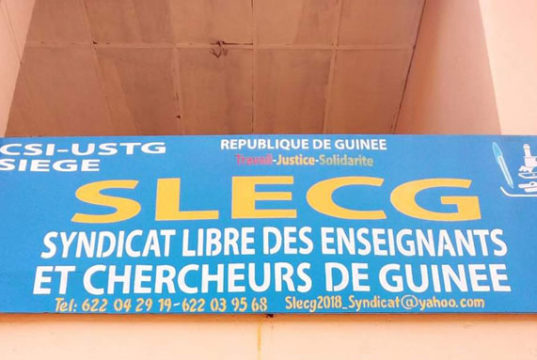 CSI-USTG
SIEGE
REPUBLIQUE DE GUINEE
Travail-Justice-Solidarite
SLECG
SYNDICAT LIBRE DES ENSEIGNANTS
ET CHERCHEURS DE GUINEE
Tel: 622 04 29 19-622 03 95 68 Slecg2018_Syndicat@yahoo.com